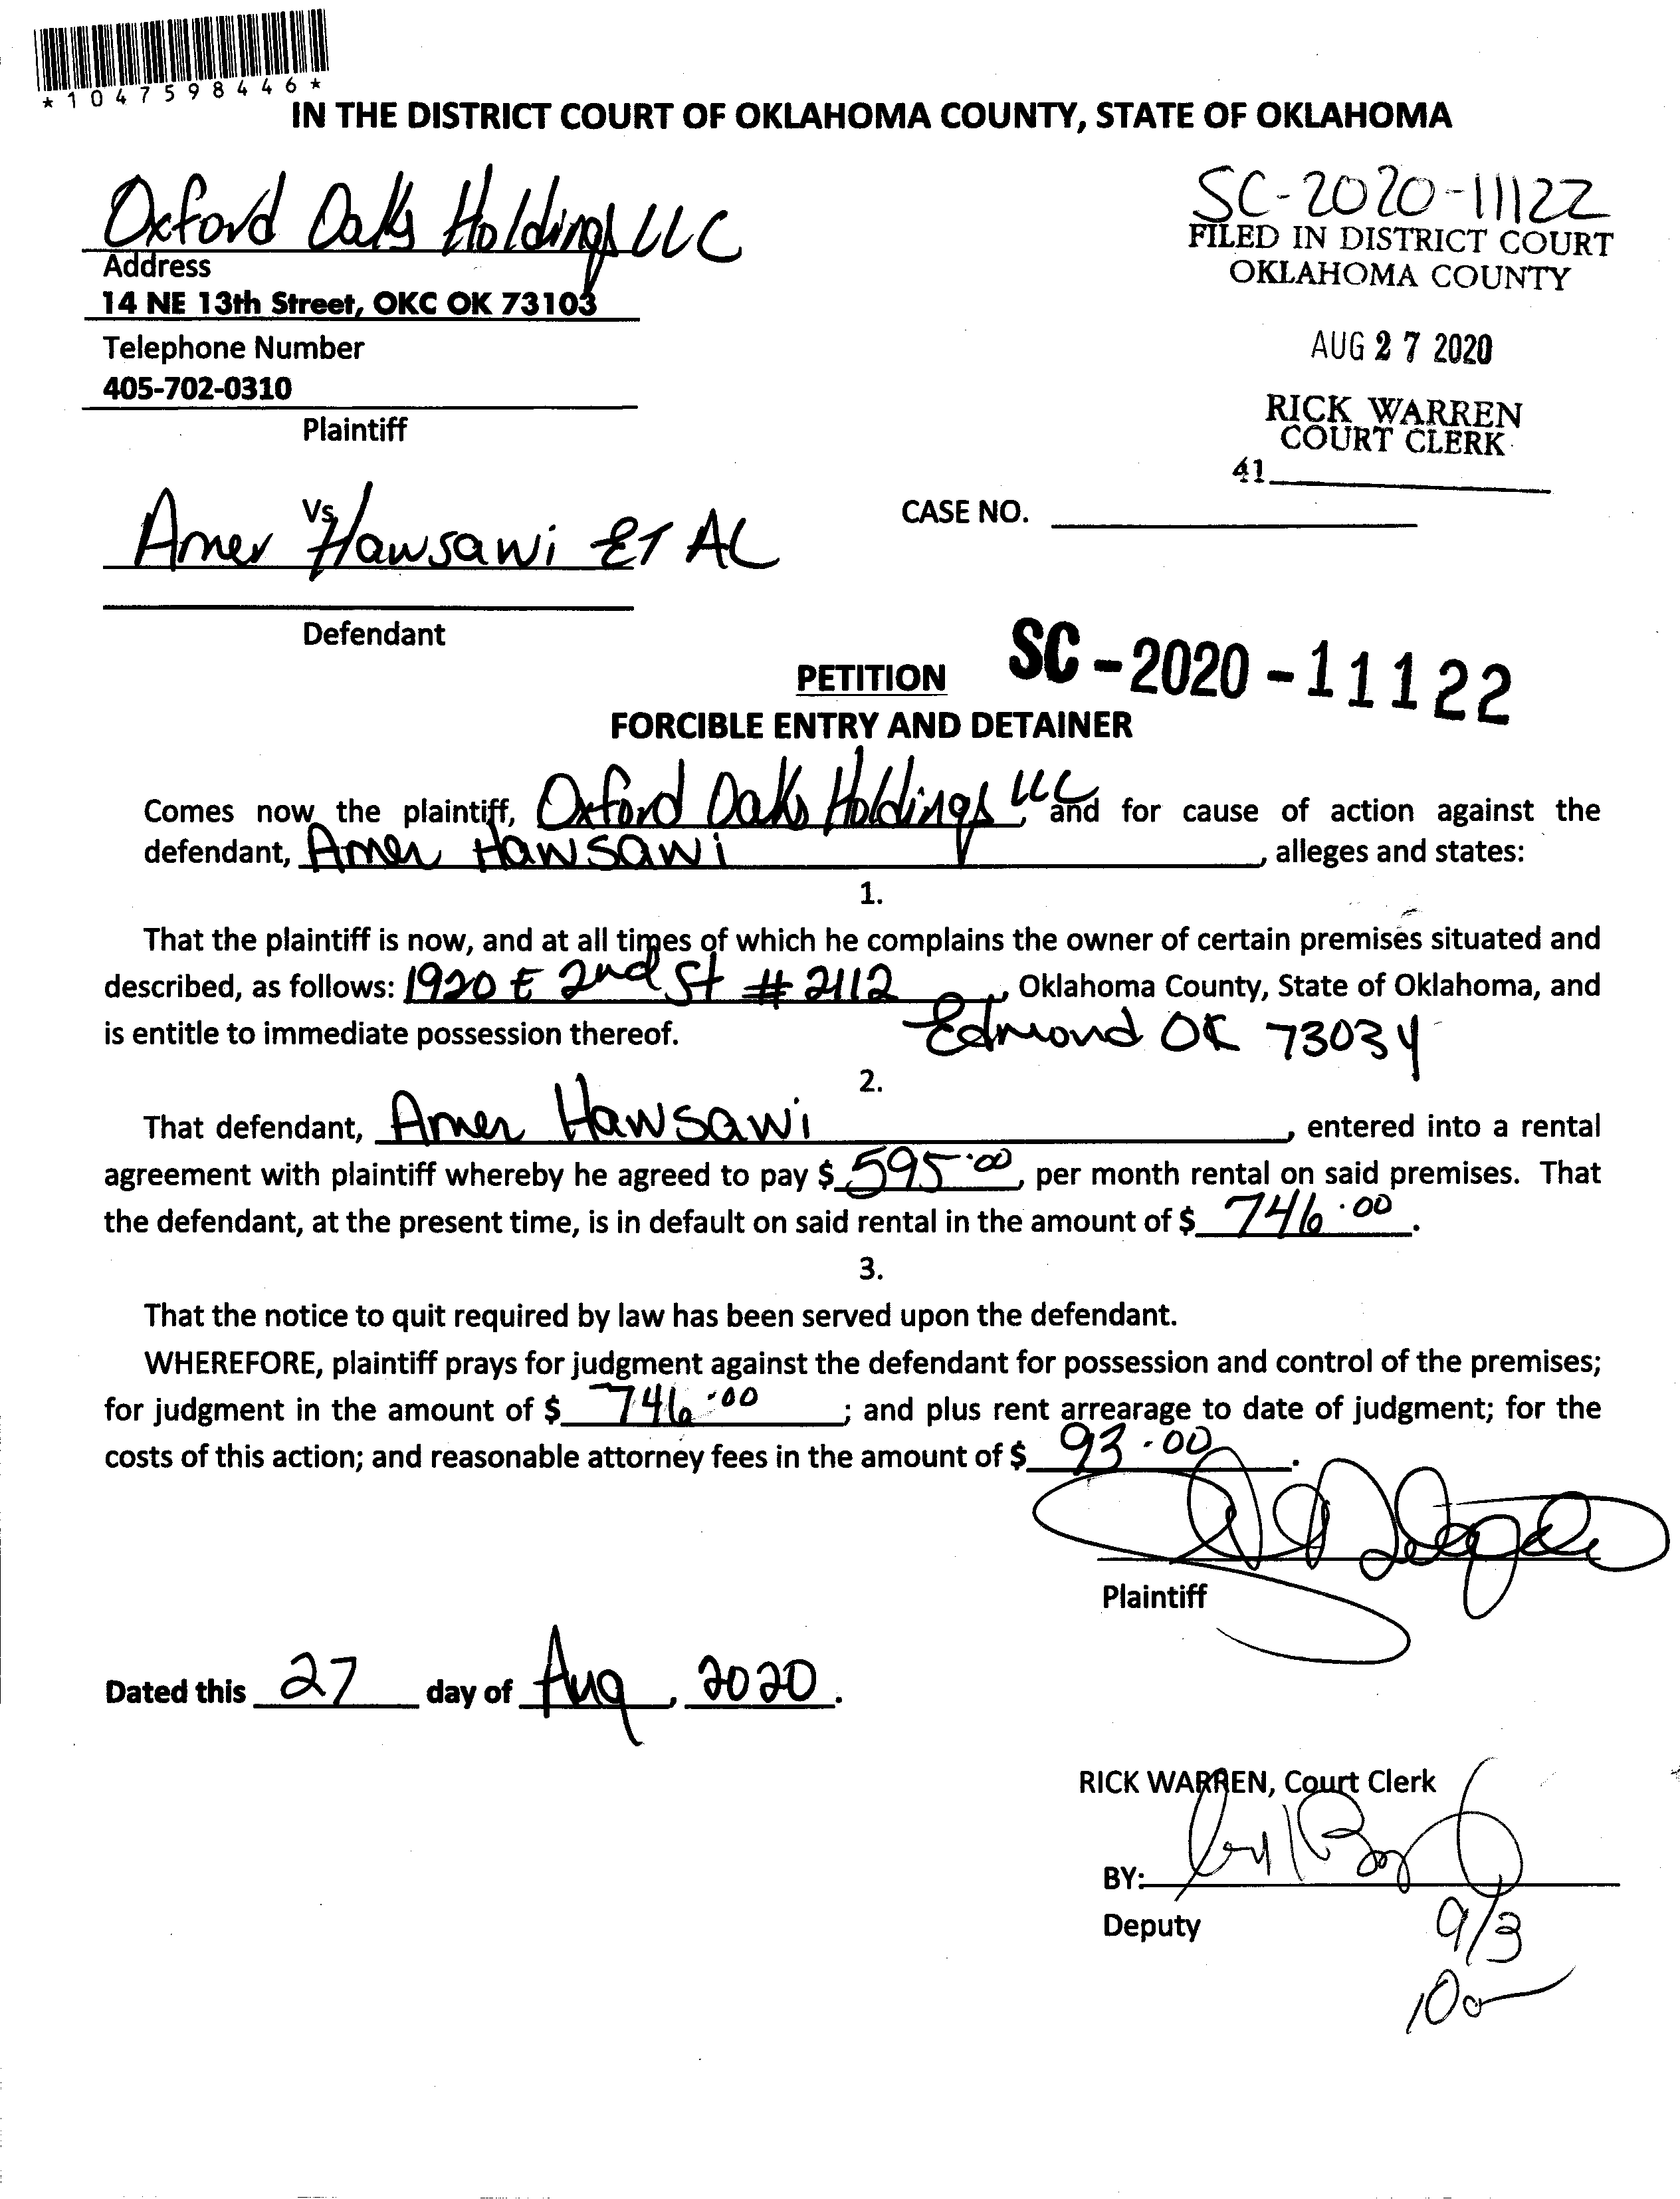 *1047598446*
IN THE DISTRICT COURT OF OKLAHOMA COUNTY, STATE OF OKLAHOMA
Oxford Oaks Holdings LLC
Address
14 NE 13th Street, OKC OK 73103
Telephone Number
405-702-0310
Plaintiff
SC-2020-11122
FILED IN DISTRICT COURT
OKLAHOMA COUNTY
AUG 27 2020
RICK WARREN
COURT CLERK
41
Vs
Amer Hawsawi ET AL
CASE NO.
Defendant
SC-2020-11122
PETITION
FORCIBLE ENTRY AND DETAINER
Comes now the plaintiff, Oxford Oaks Holdings LLC, and for cause of action against the
defendant, Amer Hawsawi, alleges and states:
1.
That the plaintiff is now, and at all times of which he complains the owner of certain premises situated and
described, as follows: 1920 E 2nd St # 2112, Oklahoma County, State of Oklahoma, and
is entitle to immediate possession thereof. Edmond OK 73034
2.
That defendant, Amer Hawsawi, entered into a rental
agreement with plaintiff whereby he agreed to pay $ 595.00, per month rental on said premises. That
the defendant, at the present time, is in default on said rental in the amount of $ 746.00.
3.
That the notice to quit required by law has been served upon the defendant.
WHEREFORE, plaintiff prays for judgment against the defendant for possession and control of the premises;
for judgment in the amount of $ 746.00; and plus rent arrearage to date of judgment; for the
costs of this action; and reasonable attorney fees in the amount of $ 93.00.
Plaintiff
Dated this 27 day of Aug, 2020.
RICK WARREN, Court Clerk
BY:
Deputy
9/3